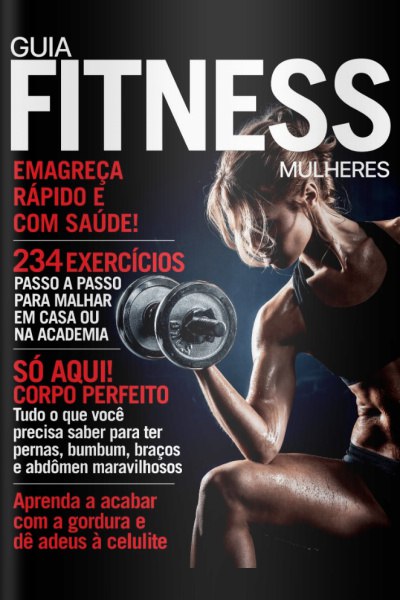 GUIA
FITNESS
MULHERES
EMAGREÇA
RÁPIDO E
COM SAÚDE!
234 EXERCÍCIOS
PASSO A PASSO
PARA MALHAR
EM CASA OU
NA ACADEMIA
SÓ AQUI!
CORPO PERFEITO
Tudo o que você
precisa saber para ter
pernas, bumbum, braços
e abdômen maravilhosos
Aprenda a acabar
com a gordura e
dê adeus à celulite